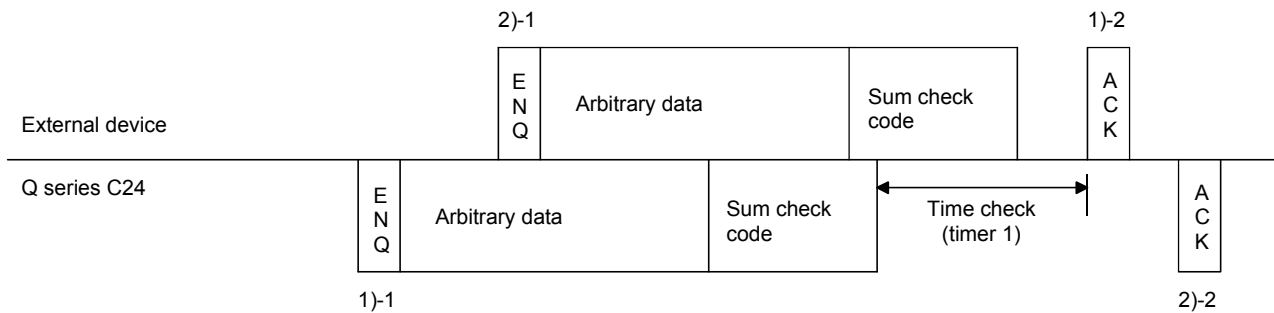 2)-1
1)-2
E
N
Q
Arbitrary data
Sum check
code
A
C
K
External device
Q series C24
E
N
Q
Arbitrary data
Sum check
code
Time check
(timer 1)
A
C
K
1)-1
2)-2